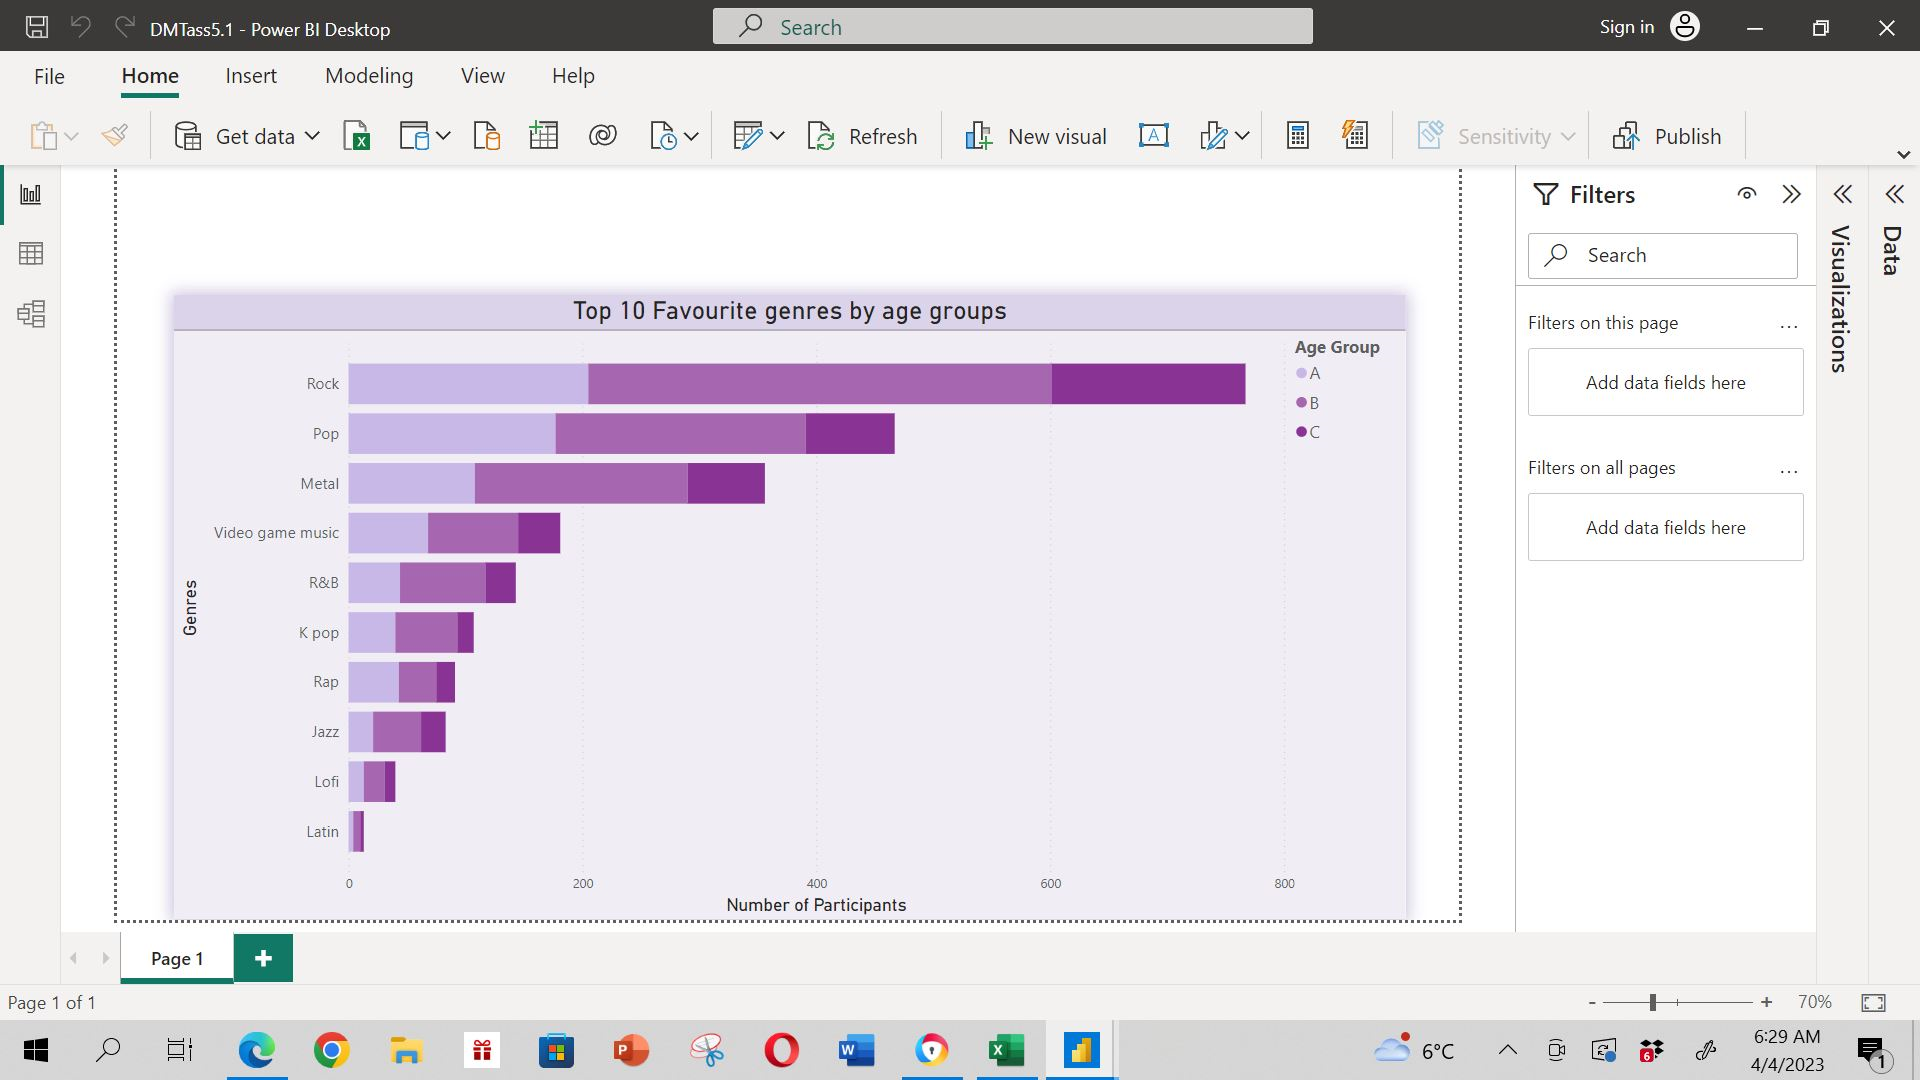 DMTass5.1 - Power BI Desktop
Search
Sign in
File Home Insert Modeling View Help
Get data
Refresh
New visual
A
Sensitivity
Publish
Filters
Search
Filters on this page
...
Add data fields here
Filters on all pages
...
Add data fields here
Visualizations
Data
Top 10 Favourite genres by age groups
Age Group
A
B
C
Genres
Rock
Pop
Metal
Video game music
R&B
K pop
Rap
Jazz
Lofi
Latin
0 200 400 600 800
Number of Participants
Page 1
+
Page 1 of 1
- + 70%
P
W
X
6°C
6
6:29 AM
4/4/2023
1